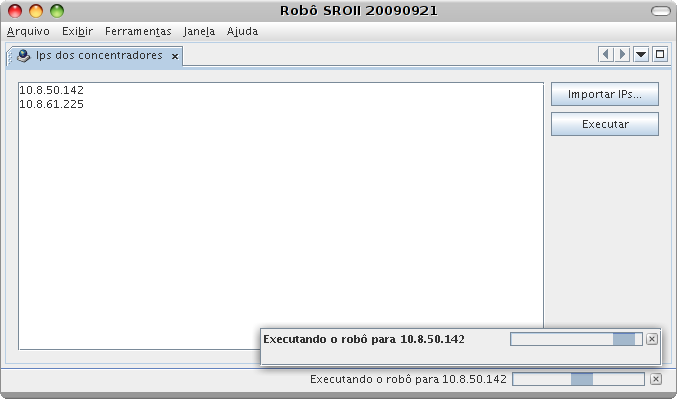 Robô SROII 20090921
Arquivo Exibir Ferramentas Janela Ajuda
Ips dos concentradores
10.8.50.142
10.8.61.225
Importar IPs...
Executar
Executando o robô para 10.8.50.142
Executando o robô para 10.8.50.142